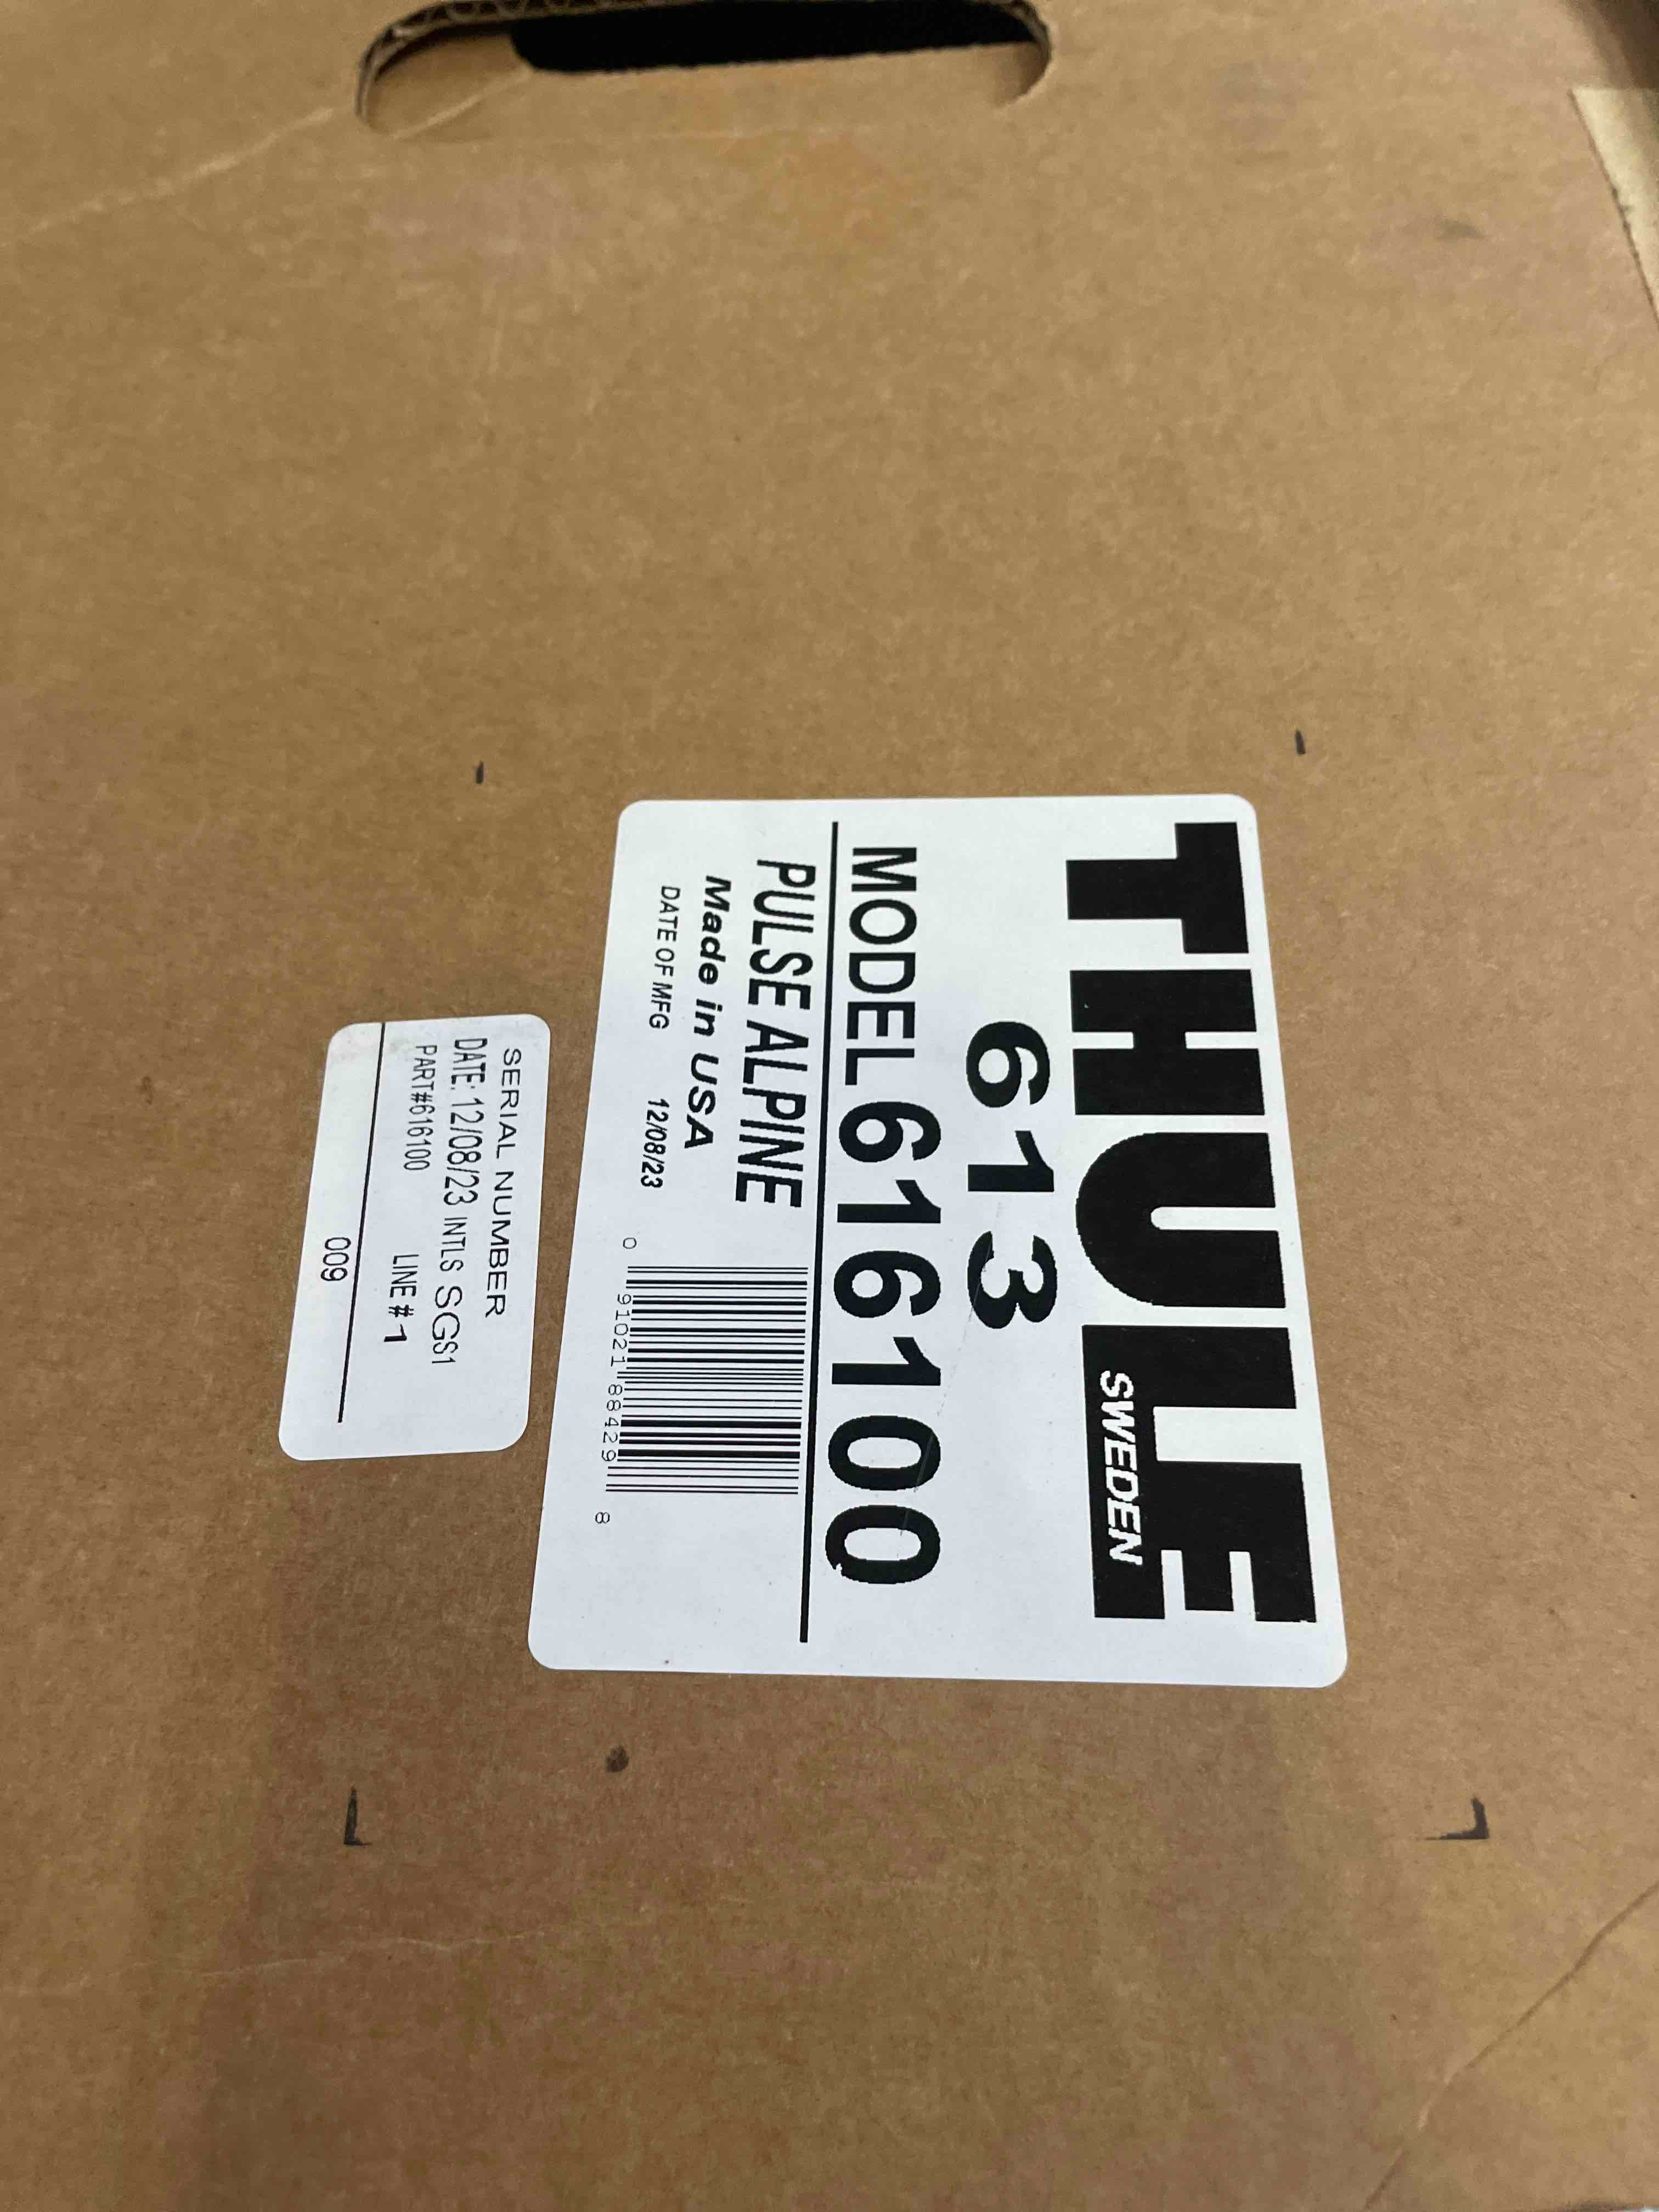 THULE
SWEDEN
613
MODEL 616100
PULSE ALPINE
Made in USA
DATE OF MFG 12/08/23
0 91021 88429 8
SERIAL NUMBER
DATE: 12/08/23 INTLS SGS1
PART#616100 LINE # 1
009